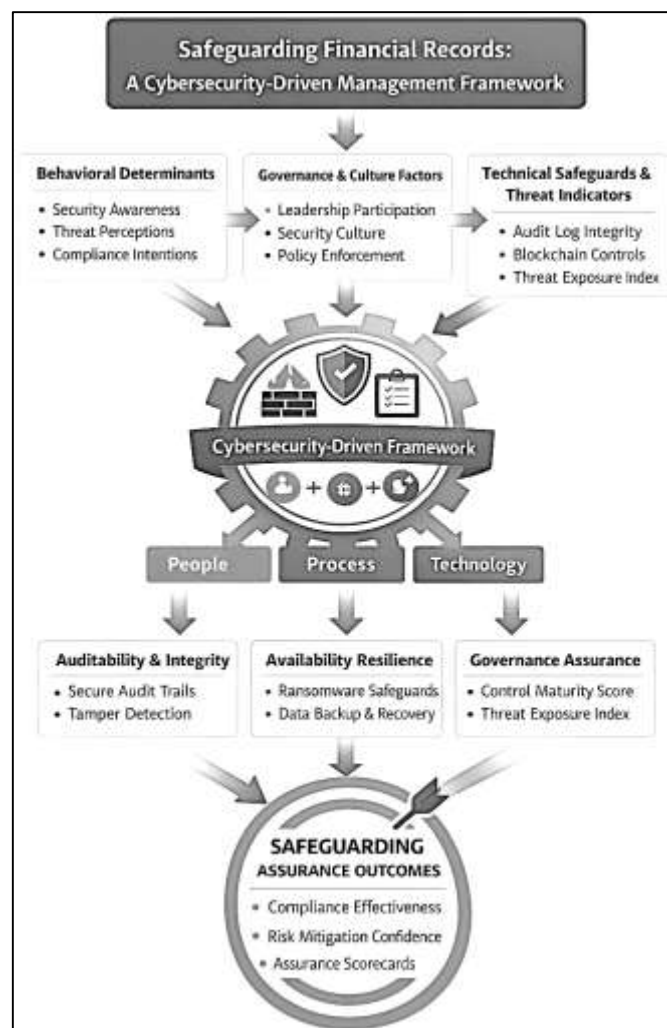 Safeguarding Financial Records:
A Cybersecurity-Driven Management Framework
Behavioral Determinants
• Security Awareness
• Threat Perceptions
• Compliance Intentions
Governance & Culture Factors
• Leadership Participation
• Security Culture
• Policy Enforcement
Technical Safeguards &
Threat Indicators
• Audit Log Integrity
• Blockchain Controls
• Threat Exposure Index
Cybersecurity-Driven Framework
+ +
People
Process
Technology
Auditability & Integrity
• Secure Audit Trails
• Tamper Detection
Availability Resilience
• Ransomware Safeguards
• Data Backup & Recovery
Governance Assurance
• Control Maturity Score
• Threat Exposure Index
SAFEGUARDING
ASSURANCE OUTCOMES
• Compliance Effectiveness
• Risk Mitigation Confidence
• Assurance Scorecards